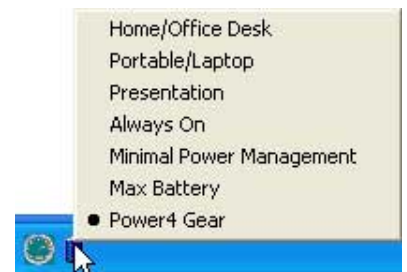 Home/Office Desk
Portable/Laptop
Presentation
Always On
Minimal Power Management
Max Battery
Power4 Gear